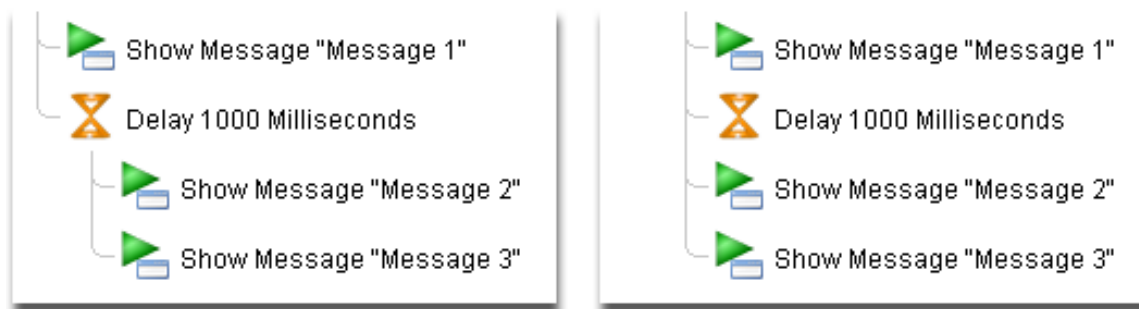 Show Message "Message 1"
Delay 1000 Milliseconds
Show Message "Message 2"
Show Message "Message 3"
Show Message "Message 1"
Delay 1000 Milliseconds
Show Message "Message 2"
Show Message "Message 3"